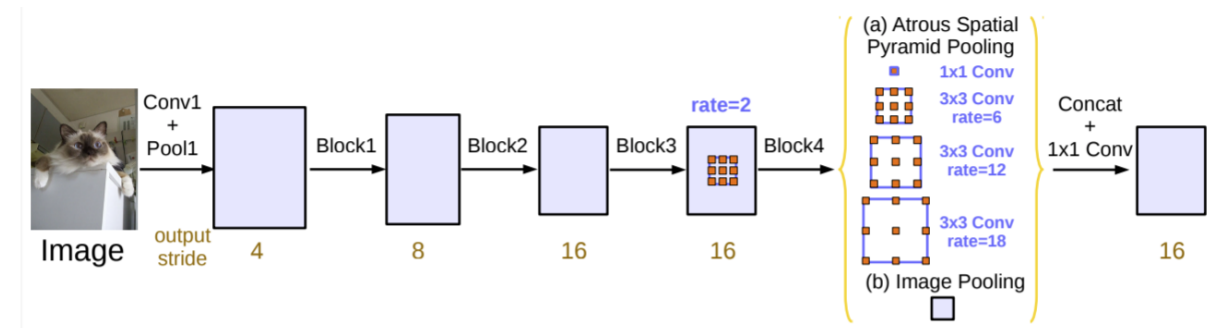 (a) Atrous Spatial
Pyramid Pooling
1x1 Conv
3x3 Conv
rate=6
3x3 Conv
rate=12
3x3 Conv
rate=18
(b) Image Pooling
Conv1
+
Pool1
Block1
Block2
Block3
rate=2
Block4
Concat
+
1x1 Conv
Image
output
stride
4
8
16
16
16